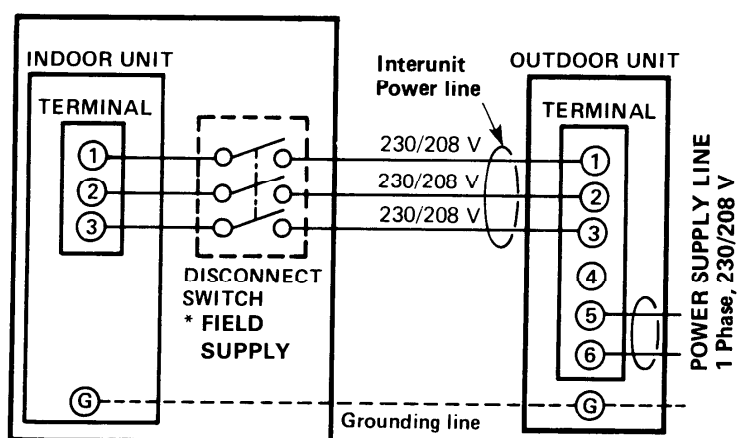 INDOOR UNIT
TERMINAL
1
2
3
G
DISCONNECT
SWITCH
* FIELD
SUPPLY
Interunit
Power line
230/208 V
230/208 V
230/208 V
Grounding line
OUTDOOR UNIT
TERMINAL
1
2
3
4
5
6
G
POWER SUPPLY LINE
1 Phase, 230/208 V